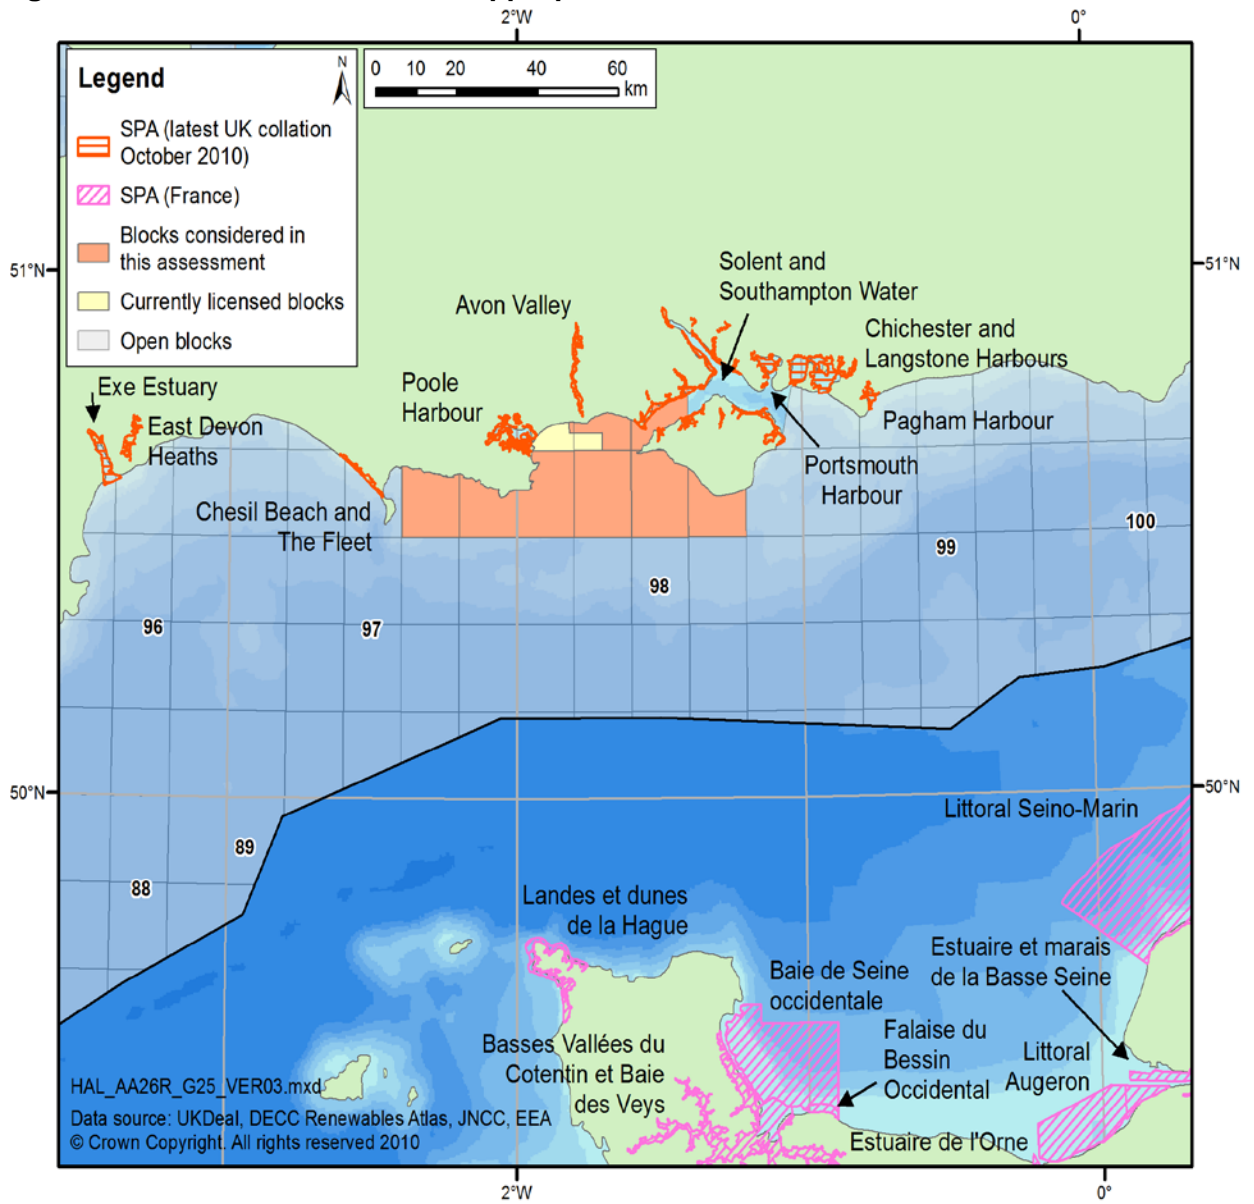 2°W
0°
Legend
N
0 10 20 40 60
km
SPA (latest UK collation
October 2010)
SPA (France)
Blocks considered in
this assessment
Currently licensed blocks
Open blocks
51°N
51°N
Solent and
Southampton Water
Avon Valley
Chichester and
Langstone Harbours
Exe Estuary
Poole
Harbour
East Devon
Heaths
Pagham Harbour
Portsmouth
Harbour
Chesil Beach and
The Fleet
100
99
98
96
97
50°N
50°N
Littoral Seino-Marin
89
88
Landes et dunes
de la Hague
Estuaire et marais
de la Basse Seine
Baie de Seine
occidentale
Falaise du
Bessin
Occidental
Littoral
Augeron
Basses Vallées du
Cotentin et Baie
des Veys
Estuaire de l'Orne
HAL_AA26R_G25_VER03.mxd
Data source: UKDeal, DECC Renewables Atlas, JNCC, EEA
© Crown Copyright. All rights reserved 2010
2°W
0°